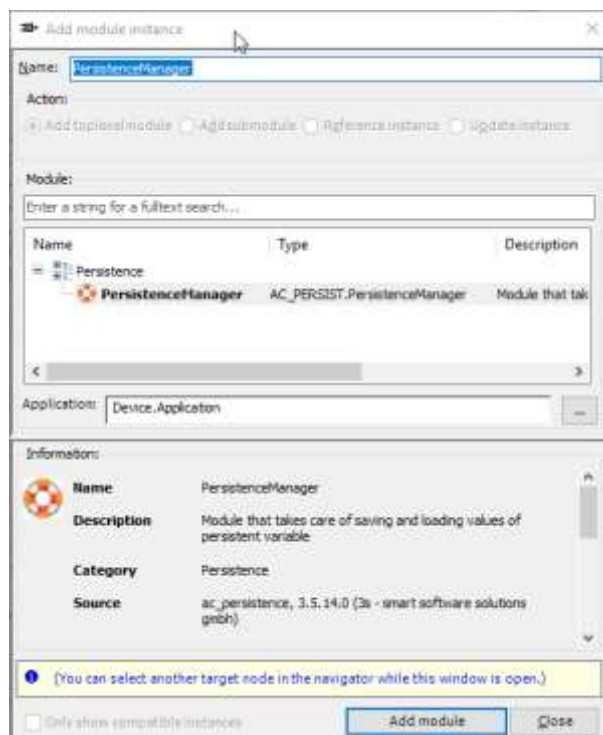 Add module instance
Name: PersistenceManager
Action:
Add toplevel module Add submodule Reference instance Update instance
Module:
Enter a string for a fulltext search...
Name Type Description
Persistence
PersistenceManager AC_PERSIST.PersistenceManager Module that tak
Application: Device.Application ...
Information:
Name PersistenceManager
Description Module that takes care of saving and loading values of
persistent variable
Category Persistence
Source ac_persistence, 3.5.14.0 (3s - smart software solutions
gmbh)
(You can select another target node in the navigator while this window is open.)
Only show compatible instances Add module Close